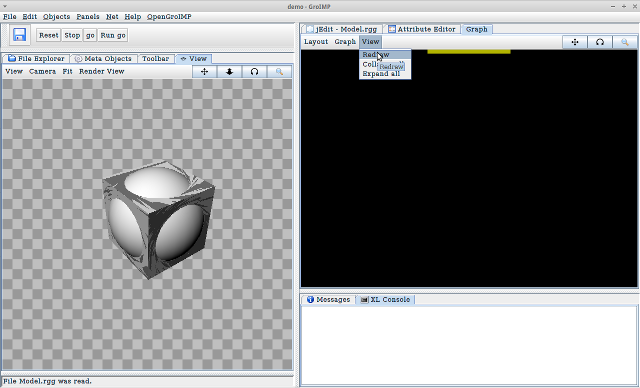 demo - GroIMP
File Edit Objects Panels Net Help OpenGroIMP
Reset Stop go Run go
File Explorer Meta Objects Toolbar View
View Camera Fit Render View
jEdit - Model.rgg Attribute Editor Graph
Layout Graph View
Redraw
Redraw
Expand all
Messages XL Console
File Model.rgg was read.